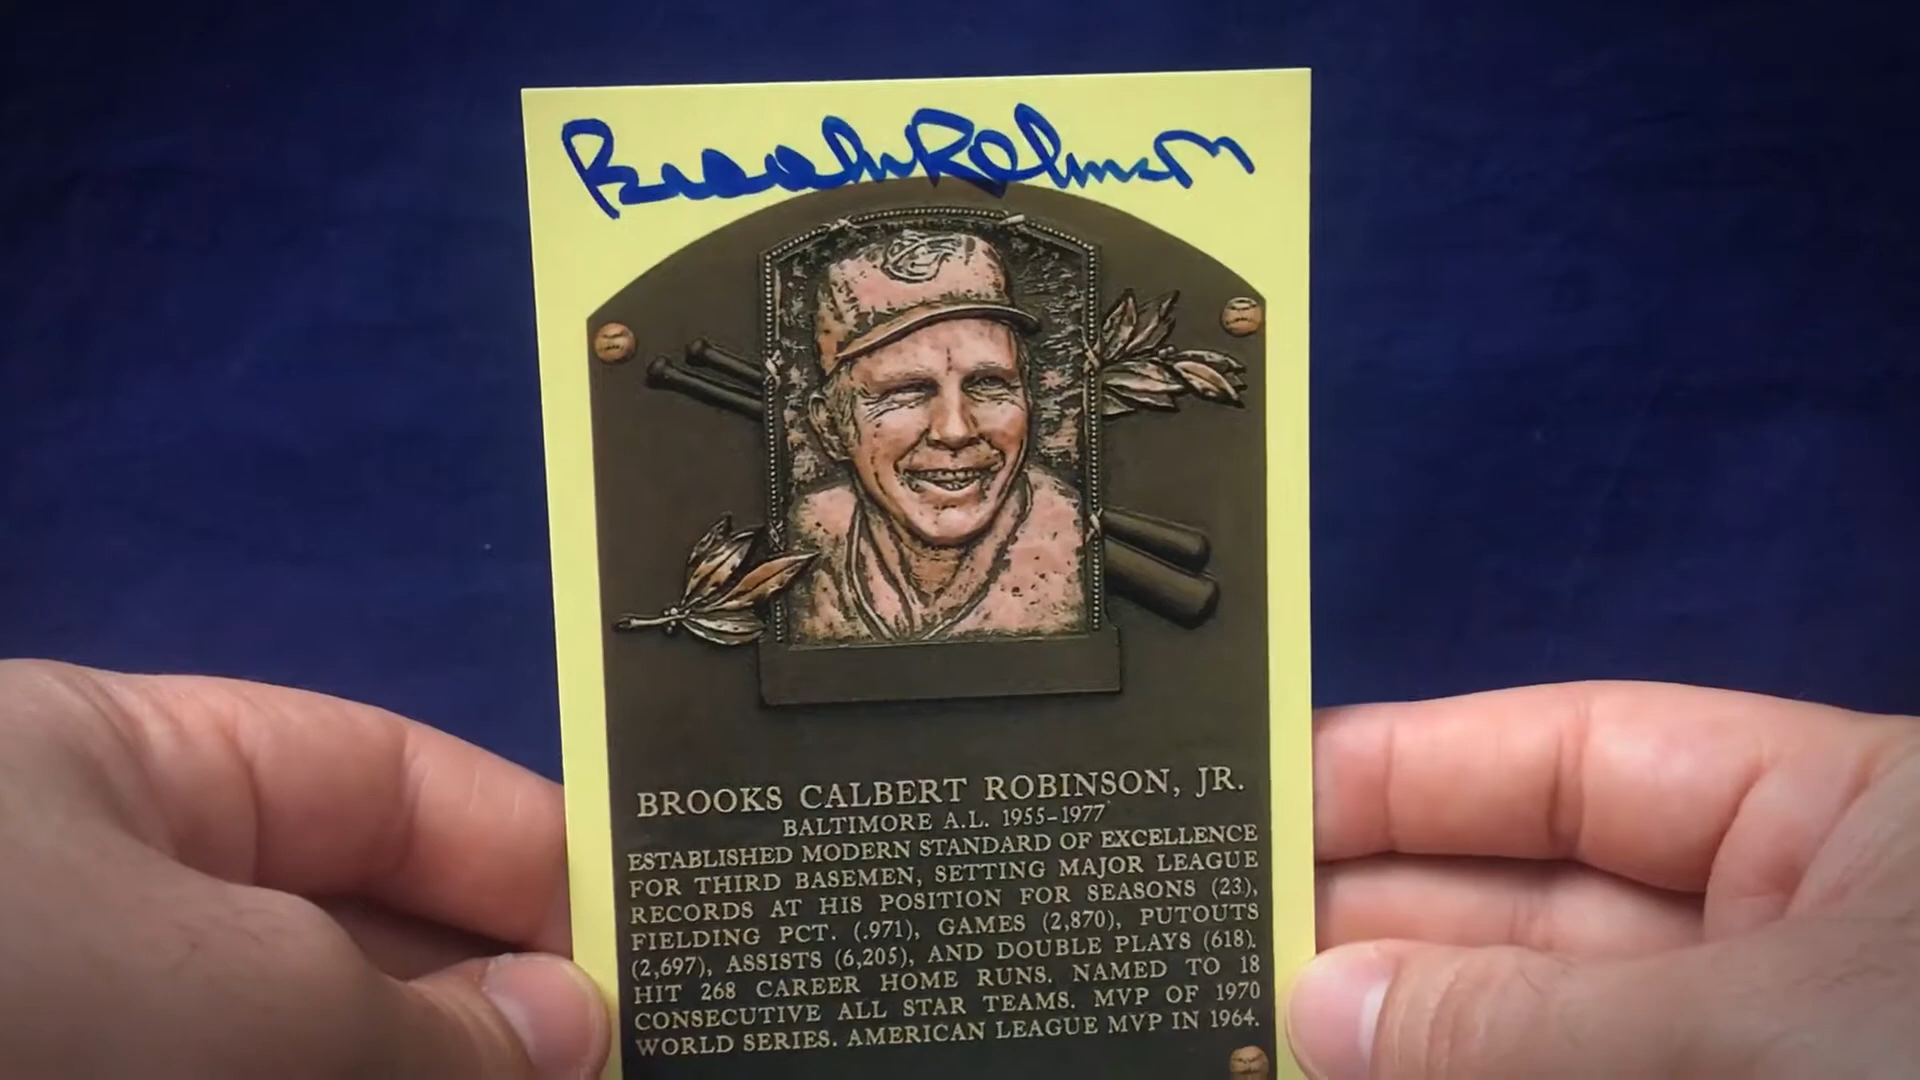 Brooks Robinson
BROOKS CALBERT ROBINSON, JR.
BALTIMORE A.L. 1955-1977
ESTABLISHED MODERN STANDARD OF EXCELLENCE
FOR THIRD BASEMEN, SETTING MAJOR LEAGUE
RECORDS AT HIS POSITION FOR SEASONS (23),
FIELDING PCT. (.971), GAMES (2,870), PUTOUTS
(2,697), ASSISTS (6,205), AND DOUBLE PLAYS (618).
HIT 268 CAREER HOME RUNS. NAMED TO 18
CONSECUTIVE ALL STAR TEAMS. MVP OF 1970
WORLD SERIES. AMERICAN LEAGUE MVP IN 1964.